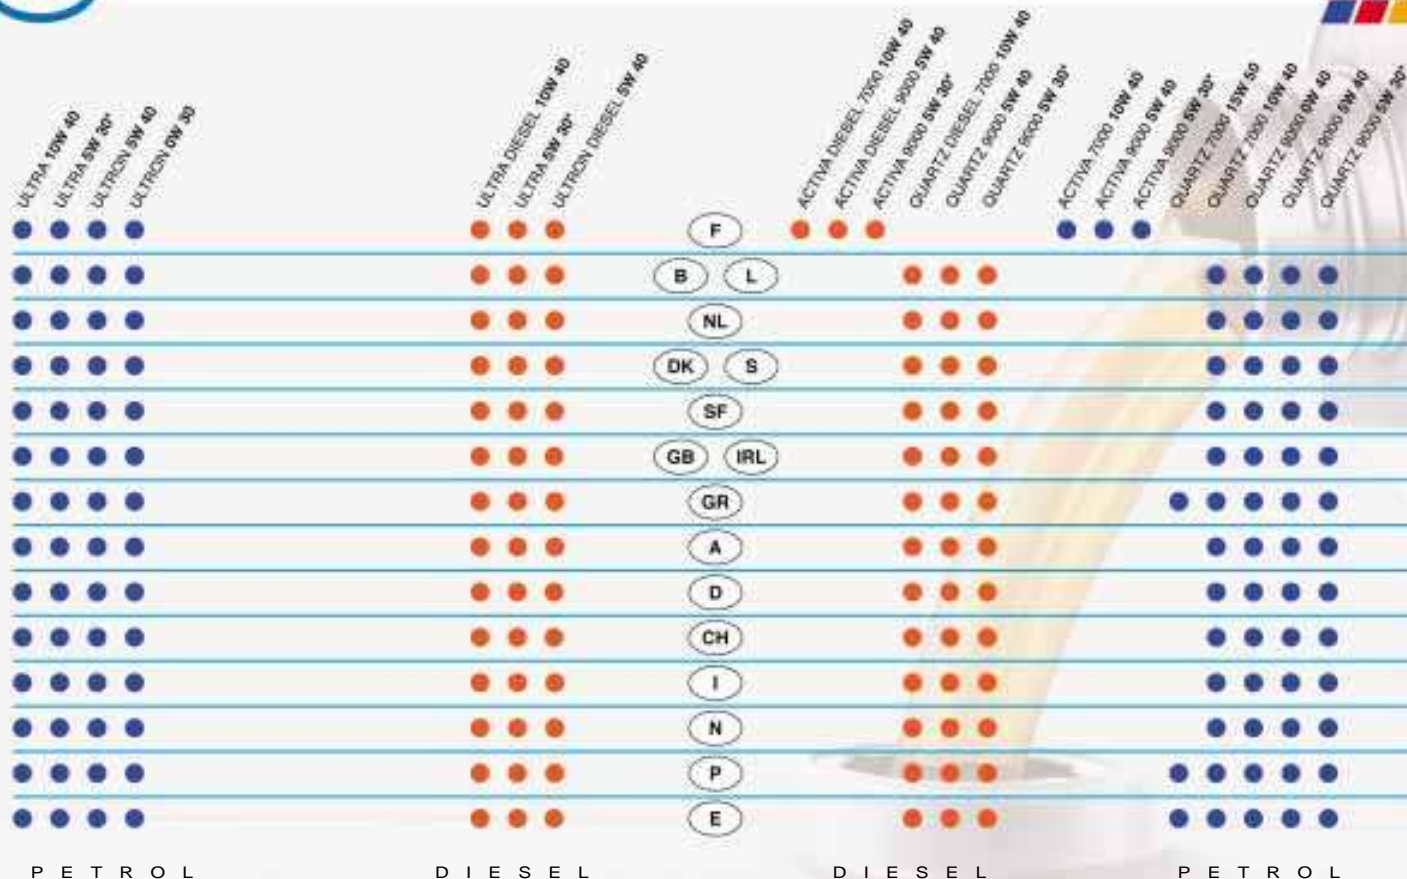 ULTRA 10W 40
ULTRA 5W 30*
ULTRON 5W 40
ULTRON 0W 30
ULTRA DIESEL 10W 40
ULTRA 5W 30*
ULTRON DIESEL 5W 40
ACTIVA DIESEL 7000 10W 40
ACTIVA DIESEL 9000 5W 40
ACTIVA 9000 5W 30*
QUARTZ DIESEL 7000 10W 40
QUARTZ 9000 5W 40
QUARTZ 9000 5W 30*
ACTIVA 7000 10W 40
ACTIVA 9000 5W 40
ACTIVA 9000 5W 30*
QUARTZ 7000 15W 50
QUARTZ 7000 10W 40
QUARTZ 9000 0W 40
QUARTZ 9000 5W 40
QUARTZ 9000 5W 30*
F
B L
NL
DK S
SF
GB IRL
GR
A
D
CH
I
N
P
E
PETROL DIESEL DIESEL PETROL